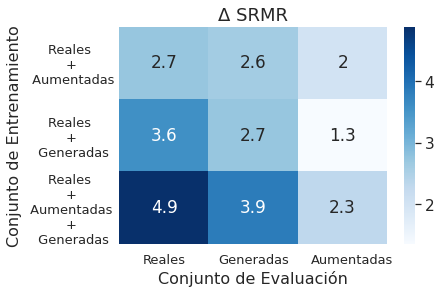 Δ SRMR
Conjunto de Entrenamiento
Reales
+
Aumentadas
2.7 2.6 2
Reales
+
Generadas
3.6 2.7 1.3
Reales
+
Aumentadas
+
Generadas
4.9 3.9 2.3
Reales Generadas Aumentadas
Conjunto de Evaluación
4
3
2